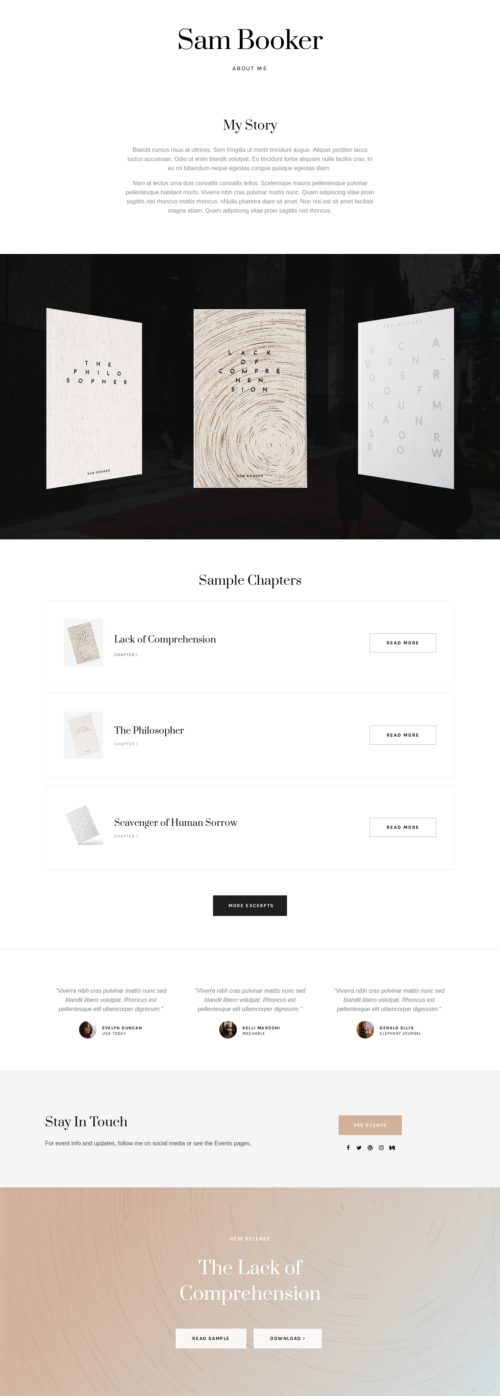 Sam Booker
ABOUT ME
My Story
Blandit cursus risus at ultrices. Sem fringilla ut morbi tincidunt augue. Aliquet porttitor lacus
luctus accumsan. Odio ut enim blandit volutpat. Eu tincidunt tortor aliquam nulla facilisi cras. In
eu mi bibendum neque egestas congue quisque egestas diam.
Nam at lectus urna duis convallis convallis tellus. Scelerisque mauris pellentesque pulvinar
pellentesque habitant morbi. Viverra nibh cras pulvinar mattis nunc. Quam adipiscing vitae proin
sagittis nisl rhoncus mattis rhoncus. nNulla pharetra diam sit amet. Non nisi est sit amet facilisis
magna etiam. Quam adipiscing vitae proin sagittis nisl rhoncus.
THE
PHILO
SOPHER
SAM BOOKER
LACK
OF
COMPRE
HEN
SION
SAM BOOKER
SAM BOOKER
Sample Chapters
Lack of Comprehension
CHAPTER 1
READ MORE
The Philosopher
CHAPTER 1
READ MORE
Scavenger of Human Sorrow
CHAPTER 1
READ MORE
MORE EXCERPTS
"Viverra nibh cras pulvinar mattis nunc sed
blandit libero volutpat. Rhoncus est
pellentesque elit ullamcorper dignissim."
EVELYN DUNCAN
USA TODAY
"Viverra nibh cras pulvinar mattis nunc sed
blandit libero volutpat. Rhoncus est
pellentesque elit ullamcorper dignissim."
KELLI MARCONI
MASHABLE
"Viverra nibh cras pulvinar mattis nunc sed
blandit libero volutpat. Rhoncus est
pellentesque elit ullamcorper dignissim."
GERALD ELLIS
ELEPHANT JOURNAL
Stay In Touch
For event info and updates, follow me on social media or see the Events pages.
SEE EVENTS
NEW RELEASE
The Lack of
Comprehension
READ SAMPLE
DOWNLOAD ›